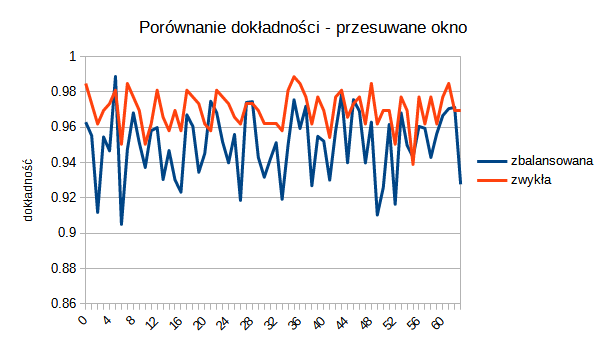 Porównanie dokładności - przesuwane okno
1
0.98
0.96
0.94
0.92
0.9
0.88
0.86
dokładność
0 4 8 12 16 20 24 28 32 36 40 44 48 52 56 60
zbalansowana
zwykła